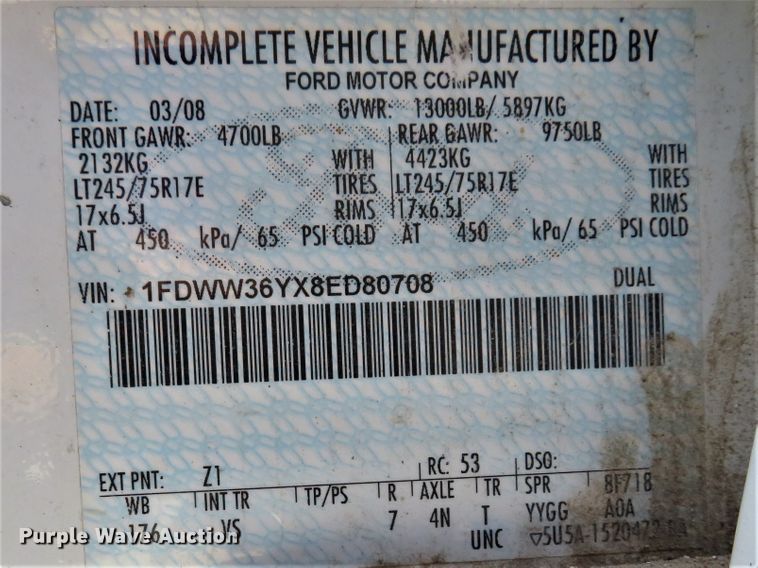 INCOMPLETE VEHICLE MANUFACTURED BY
FORD MOTOR COMPANY
DATE: 03/08 GVWR: 13000LB/ 5897KG
FRONT GAWR: 4700LB REAR GAWR: 9750LB
2132KG WITH 4423KG WITH
LT245/75R17E TIRES LT245/75R17E TIRES
17x6.5J RIMS 17x6.5J RIMS
AT 450 kPa/ 65 PSI COLD AT 450 kPa/ 65 PSI COLD
VIN: 1FDWW36YX8ED80708 DUAL
EXT PNT: Z1 RC: 53 DSO:
WB INT TR TP/PS R AXLE TR SPR 8F718
176 VS 7 4N T YYGG AOA
UNC
Purple Wave Auction